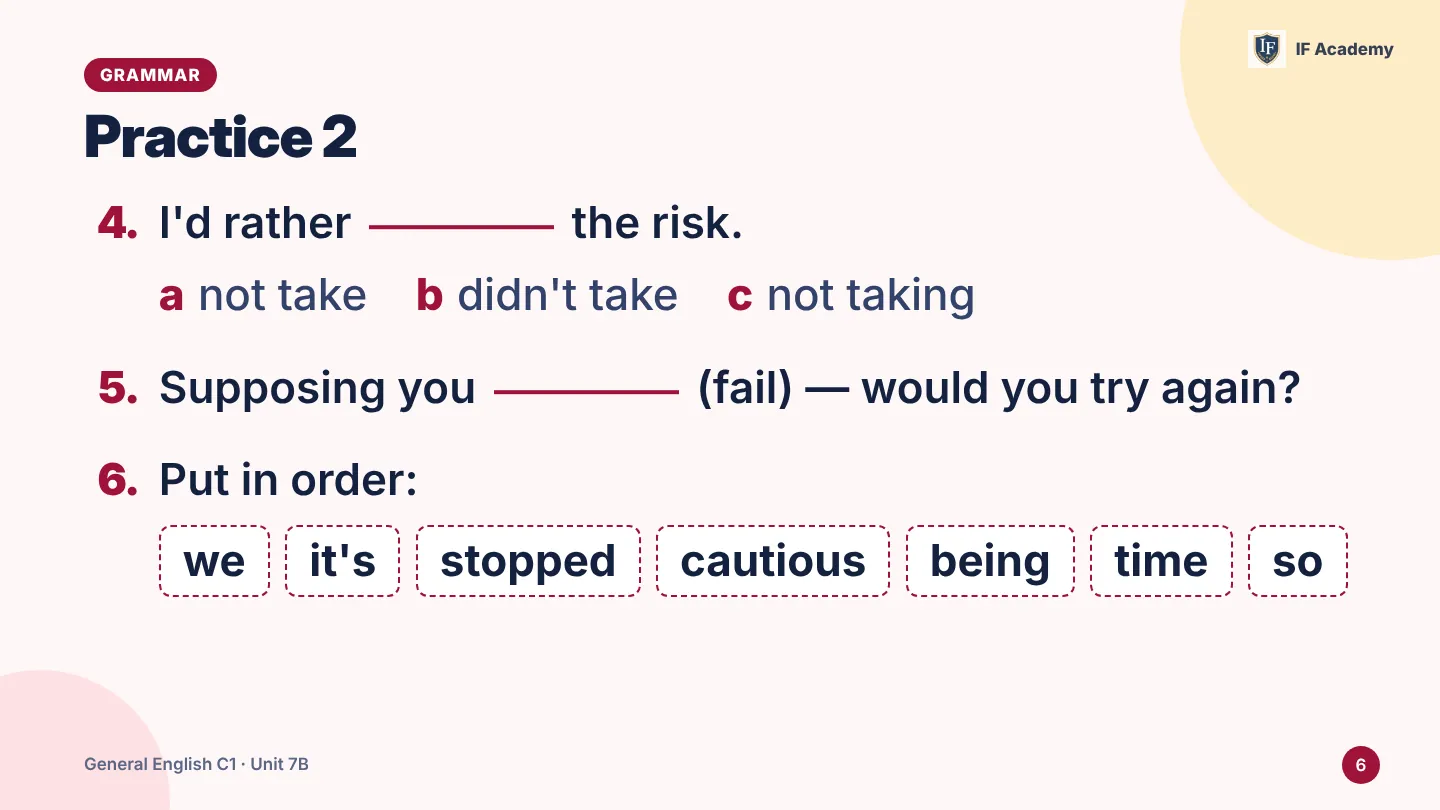 IF Academy
GRAMMAR
Practice 2
4. I'd rather ______ the risk.
a not take b didn't take c not taking
5. Supposing you ______ (fail) — would you try again?
6. Put in order:
we it's stopped cautious being time so
General English C1 · Unit 7B
6